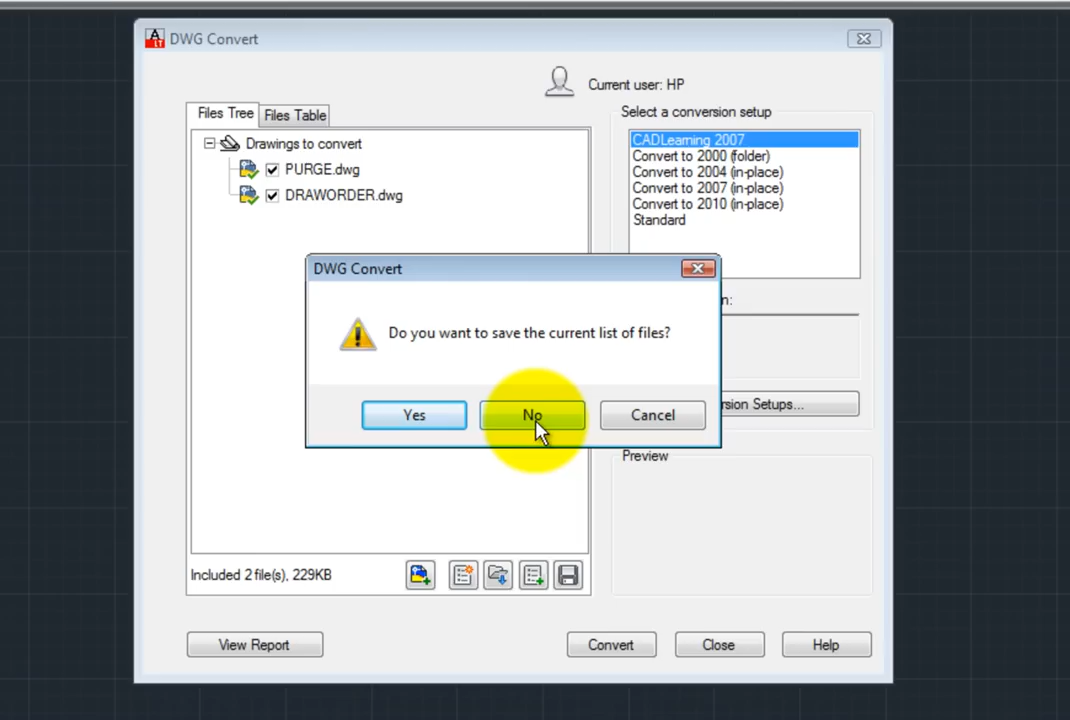 DWG Convert
Current user: HP
Files Tree
Files Table
Select a conversion setup
Drawings to convert
PURGE.dwg
DRAWORDER.dwg
CADLearning 2007
Convert to 2000 (folder)
Convert to 2004 (in-place)
Convert to 2007 (in-place)
Convert to 2010 (in-place)
Standard
DWG Convert
n:
Do you want to save the current list of files?
Yes
No
Cancel
rsion Setups...
Preview
Included 2 file(s), 229KB
View Report
Convert
Close
Help